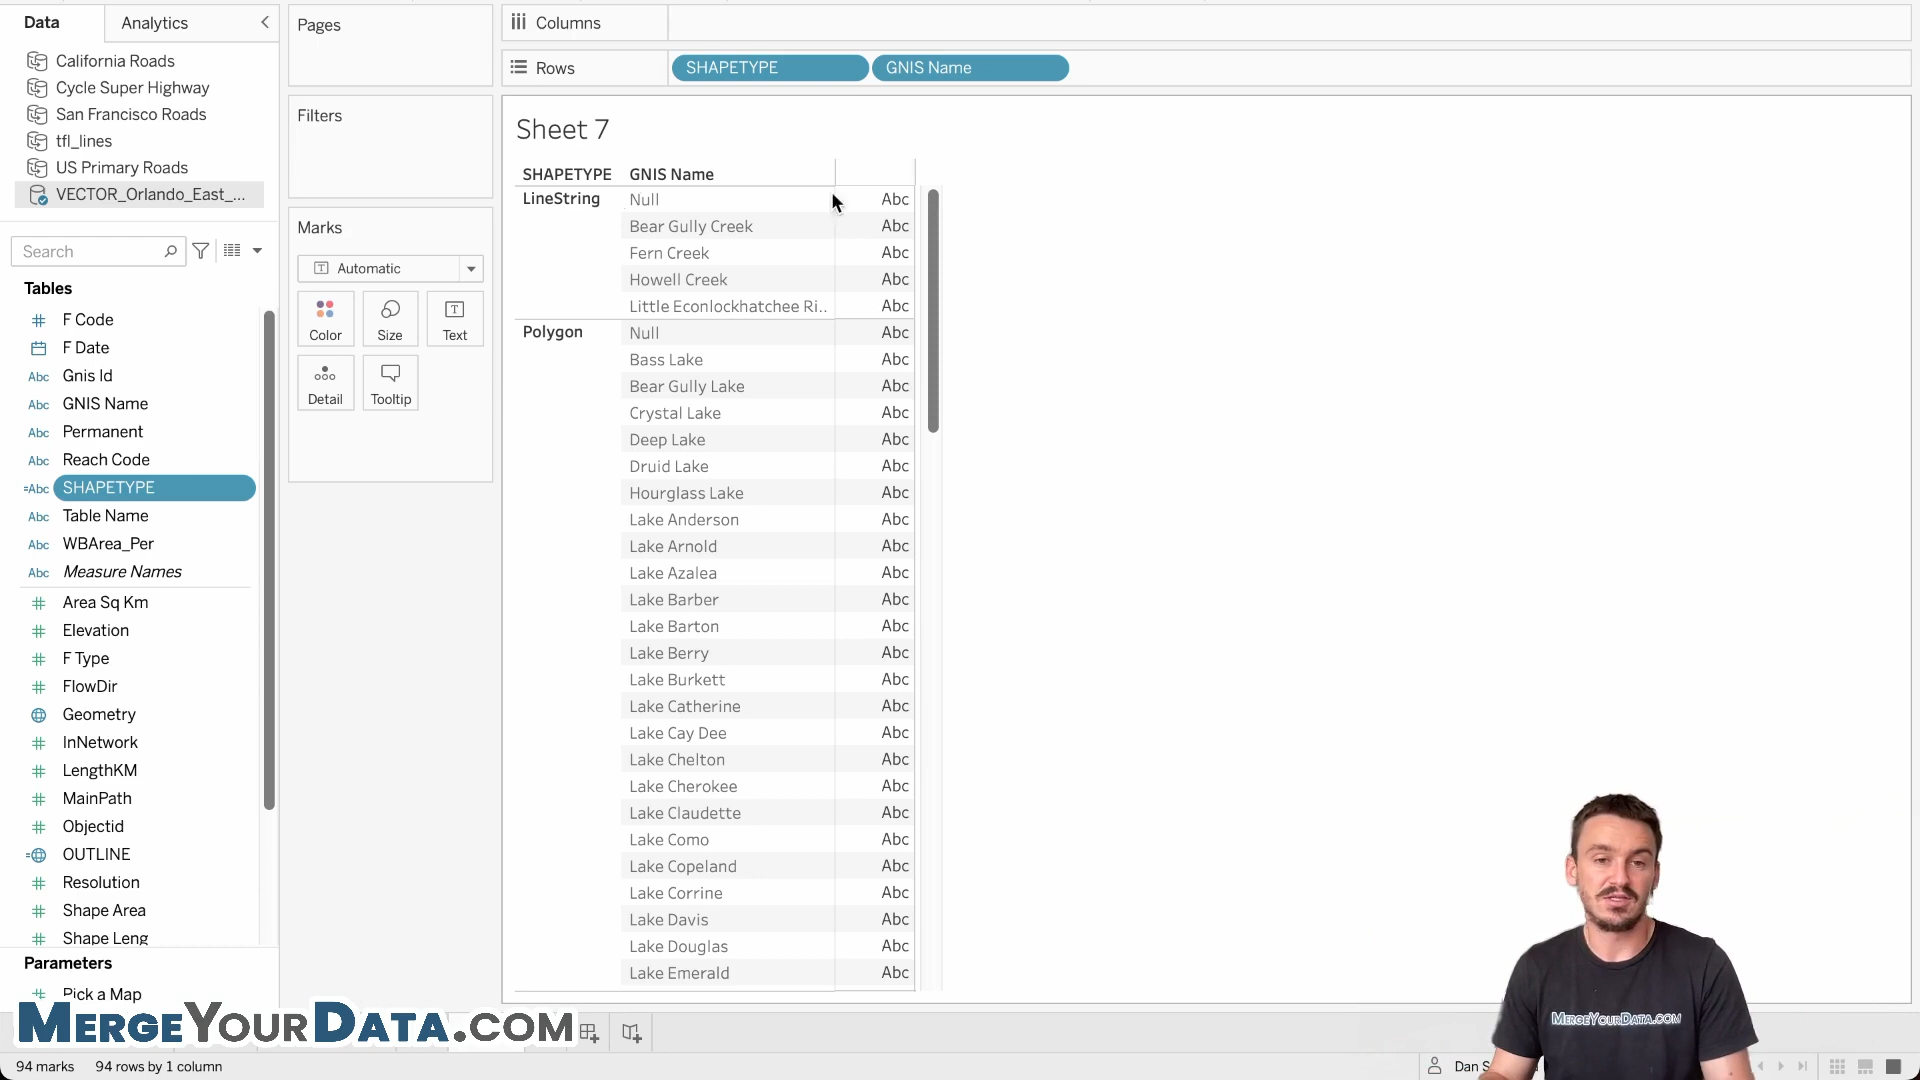 Data
Analytics
California Roads
Cycle Super Highway
San Francisco Roads
tfl_lines
US Primary Roads
VECTOR_Orlando_East_...
Search
Tables
F Code
F Date
Abc Gnis Id
Abc GNIS Name
Abc Permanent
Abc Reach Code
=Abc SHAPETYPE
Abc Table Name
Abc WBArea_Per
Abc Measure Names
Area Sq Km
Elevation
F Type
FlowDir
Geometry
InNetwork
LengthKM
MainPath
Objectid
OUTLINE
Resolution
Shape Area
Shape Leng
Parameters
Pick a Map
Pages
Filters
Marks
Automatic
Color
Size
Text
Detail
Tooltip
Columns
Rows
SHAPETYPE
GNIS Name
Sheet 7
SHAPETYPE GNIS Name
LineString Null Abc
Bear Gully Creek Abc
Fern Creek Abc
Howell Creek Abc
Little Econlockhatchee Ri.. Abc
Polygon Null Abc
Bass Lake Abc
Bear Gully Lake Abc
Crystal Lake Abc
Deep Lake Abc
Druid Lake Abc
Hourglass Lake Abc
Lake Anderson Abc
Lake Arnold Abc
Lake Azalea Abc
Lake Barber Abc
Lake Barton Abc
Lake Berry Abc
Lake Burkett Abc
Lake Catherine Abc
Lake Cay Dee Abc
Lake Chelton Abc
Lake Cherokee Abc
Lake Claudette Abc
Lake Como Abc
Lake Copeland Abc
Lake Corrine Abc
Lake Davis Abc
Lake Douglas Abc
Lake Emerald Abc
MERGEYOURDATA.COM
MERGEYOURDATA.COM
94 marks 94 rows by 1 column
Dan S